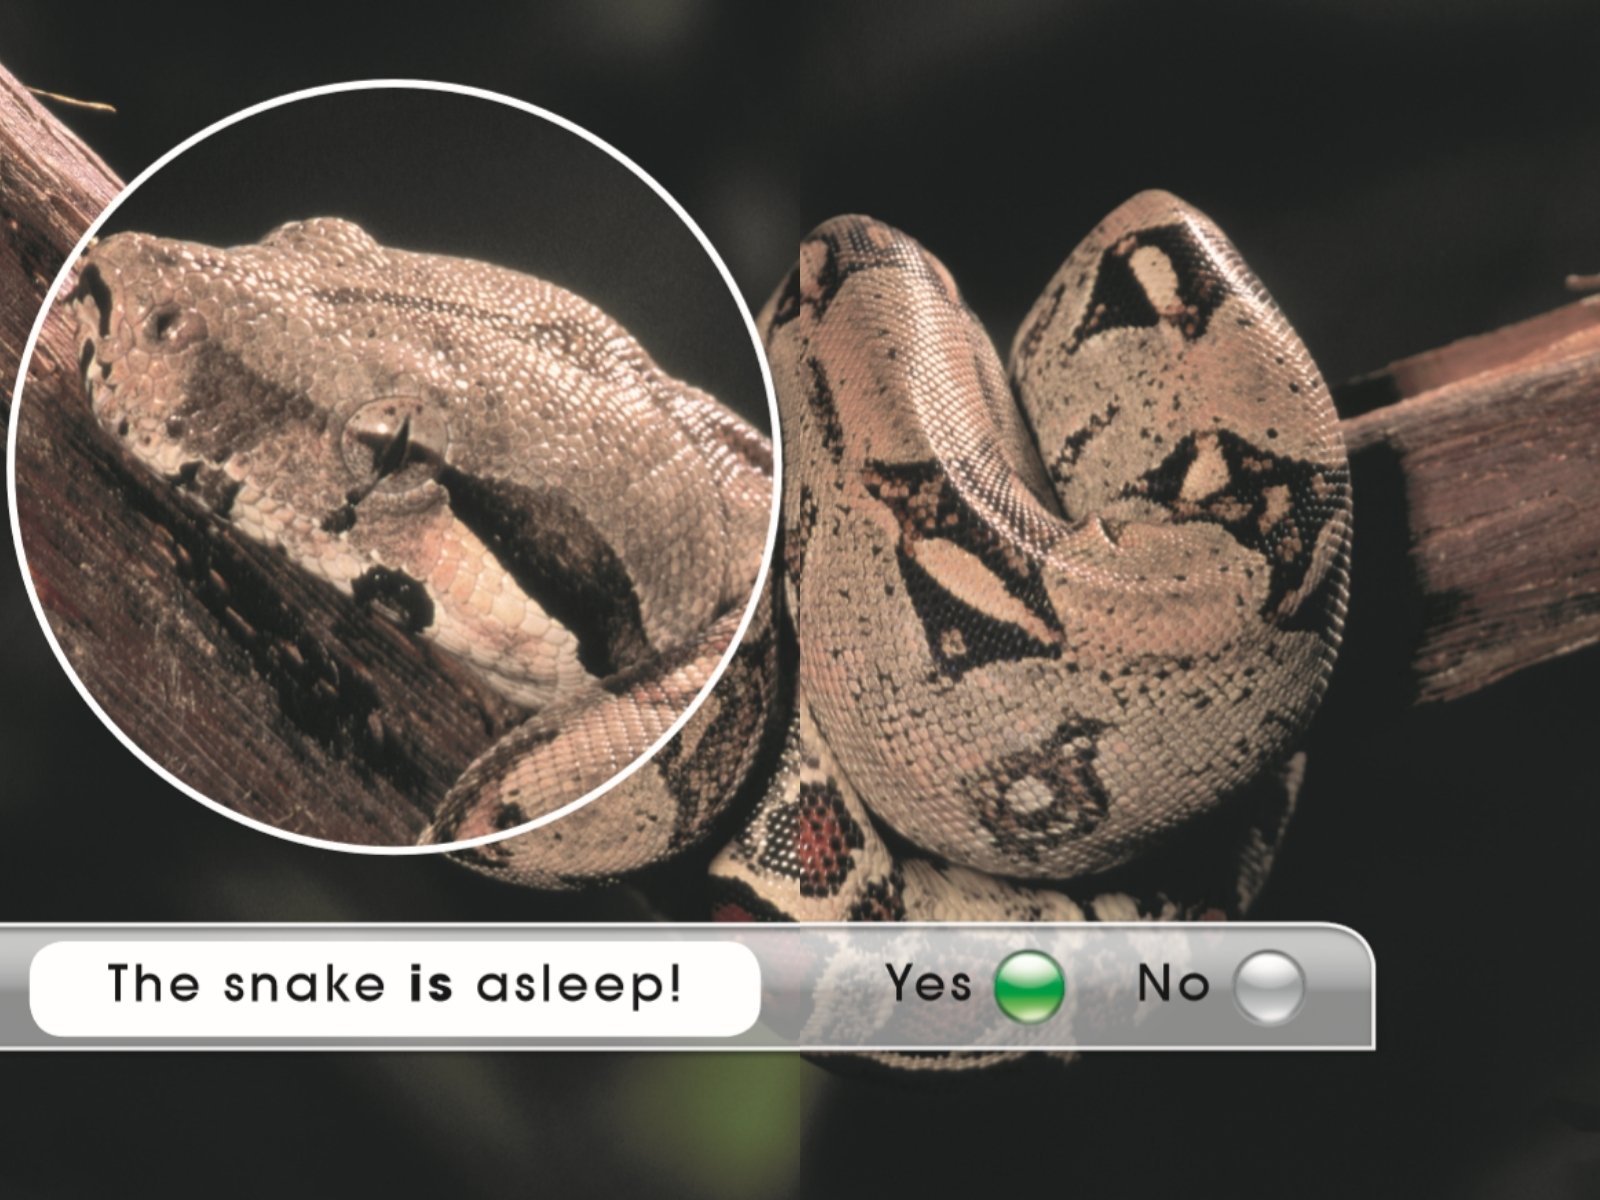 The snake is asleep! Yes No